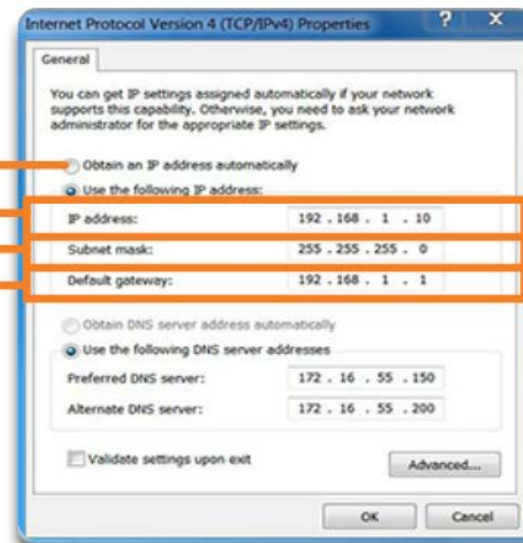 Internet Protocol Version 4 (TCP/IPv4) Properties
General
You can get IP settings assigned automatically if your network
supports this capability. Otherwise, you need to ask your network
administrator for the appropriate IP settings.
Obtain an IP address automatically
Use the following IP address:
IP address: 192 . 168 . 1 . 10
Subnet mask: 255 . 255 . 255 . 0
Default gateway: 192 . 168 . 1 . 1
Obtain DNS server address automatically
Use the following DNS server addresses
Preferred DNS server: 172 . 16 . 55 . 150
Alternate DNS server: 172 . 16 . 55 . 200
Validate settings upon exit
Advanced...
OK Cancel